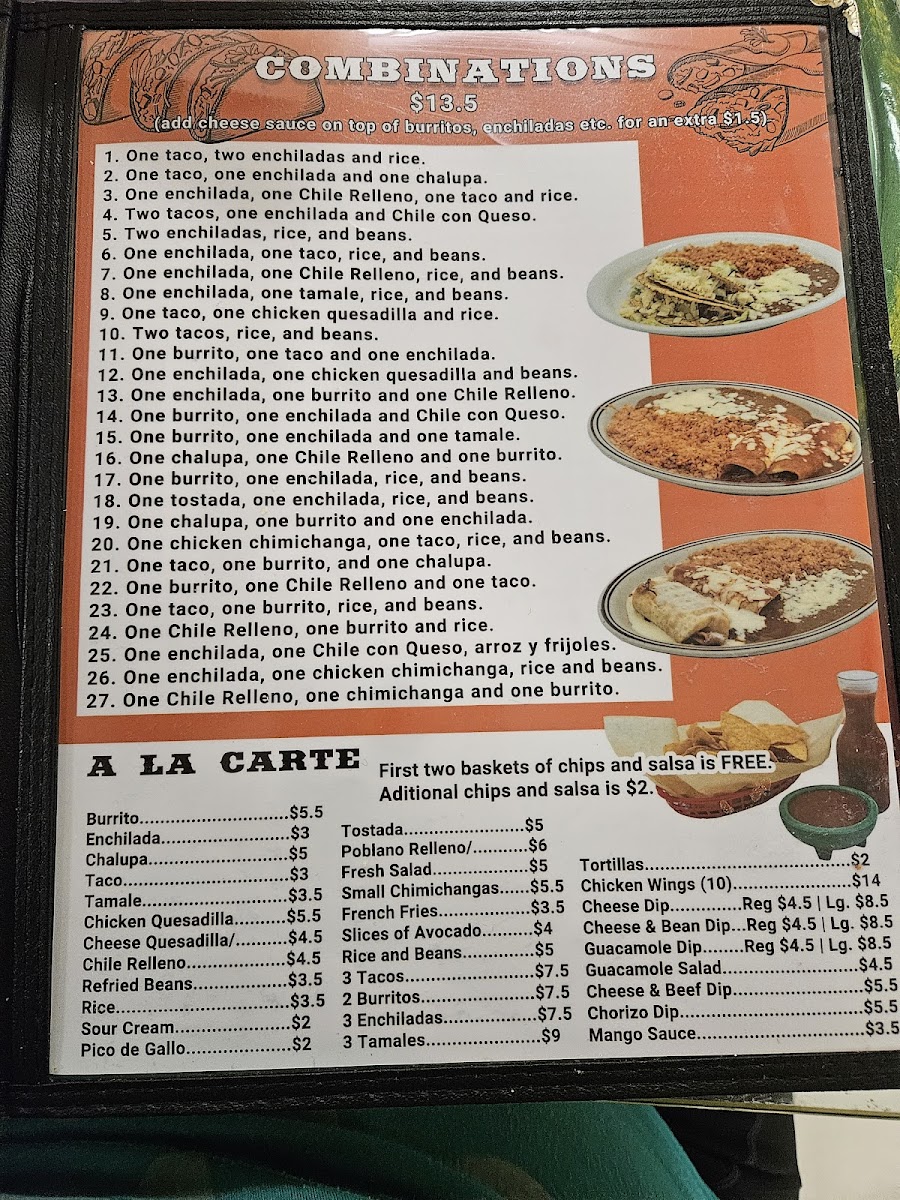 COMBINATIONS
$13.5
(add cheese sauce on top of burritos, enchiladas etc. for an extra $1.5)
1. One taco, two enchiladas and rice.
2. One taco, one enchilada and one chalupa.
3. One enchilada, one Chile Relleno, one taco and rice.
4. Two tacos, one enchilada and Chile con Queso.
5. Two enchiladas, rice, and beans.
6. One enchilada, one taco, rice, and beans.
7. One enchilada, one Chile Relleno, rice, and beans.
8. One enchilada, one tamale, rice, and beans.
9. One taco, one chicken quesadilla and rice.
10. Two tacos, rice, and beans.
11. One burrito, one taco and one enchilada.
12. One enchilada, one chicken quesadilla and beans.
13. One enchilada, one burrito and one Chile Relleno.
14. One burrito, one enchilada and Chile con Queso.
15. One burrito, one enchilada and one tamale.
16. One chalupa, one Chile Relleno and one burrito.
17. One burrito, one enchilada, rice, and beans.
18. One tostada, one enchilada, rice, and beans.
19. One chalupa, one burrito and one enchilada.
20. One chicken chimichanga, one taco, rice, and beans.
21. One taco, one burrito, and one chalupa.
22. One burrito, one Chile Relleno and one taco.
23. One taco, one burrito, rice, and beans.
24. One Chile Relleno, one burrito and rice.
25. One enchilada, one Chile con Queso, arroz y frijoles.
26. One enchilada, one chicken chimichanga, rice and beans.
27. One Chile Relleno, one chimichanga and one burrito.
A LA CARTE
First two baskets of chips and salsa is FREE.
Aditional chips and salsa is $2.
Burrito............................$5.5
Enchilada.....................$3
Chalupa.......................$5
Taco...........................$3
Tamale........................$3.5
Chicken Quesadilla.........$5.5
Cheese Quesadilla/.........$4.5
Chile Relleno................$4.5
Refried Beans...............$3.5
Rice............................$3.5
Sour Cream..................$2
Pico de Gallo.................$2
Tostada.......................$5
Poblano Relleno/..........$6
Fresh Salad..................$5
Small Chimichangas.....$5.5
French Fries...............$3.5
Slices of Avocado.........$4
Rice and Beans............$5
3 Tacos.....................$7.5
2 Burritos...................$7.5
3 Enchiladas...............$7.5
3 Tamales...................$9
Tortillas..................................$2
Chicken Wings (10)....................$14
Cheese Dip............Reg $4.5 | Lg. $8.5
Cheese & Bean Dip...Reg $4.5 | Lg. $8.5
Guacamole Dip.......Reg $4.5 | Lg. $8.5
Guacamole Salad.......................$4.5
Cheese & Beef Dip.....................$5.5
Chorizo Dip..............................$5.5
Mango Sauce............................$3.5